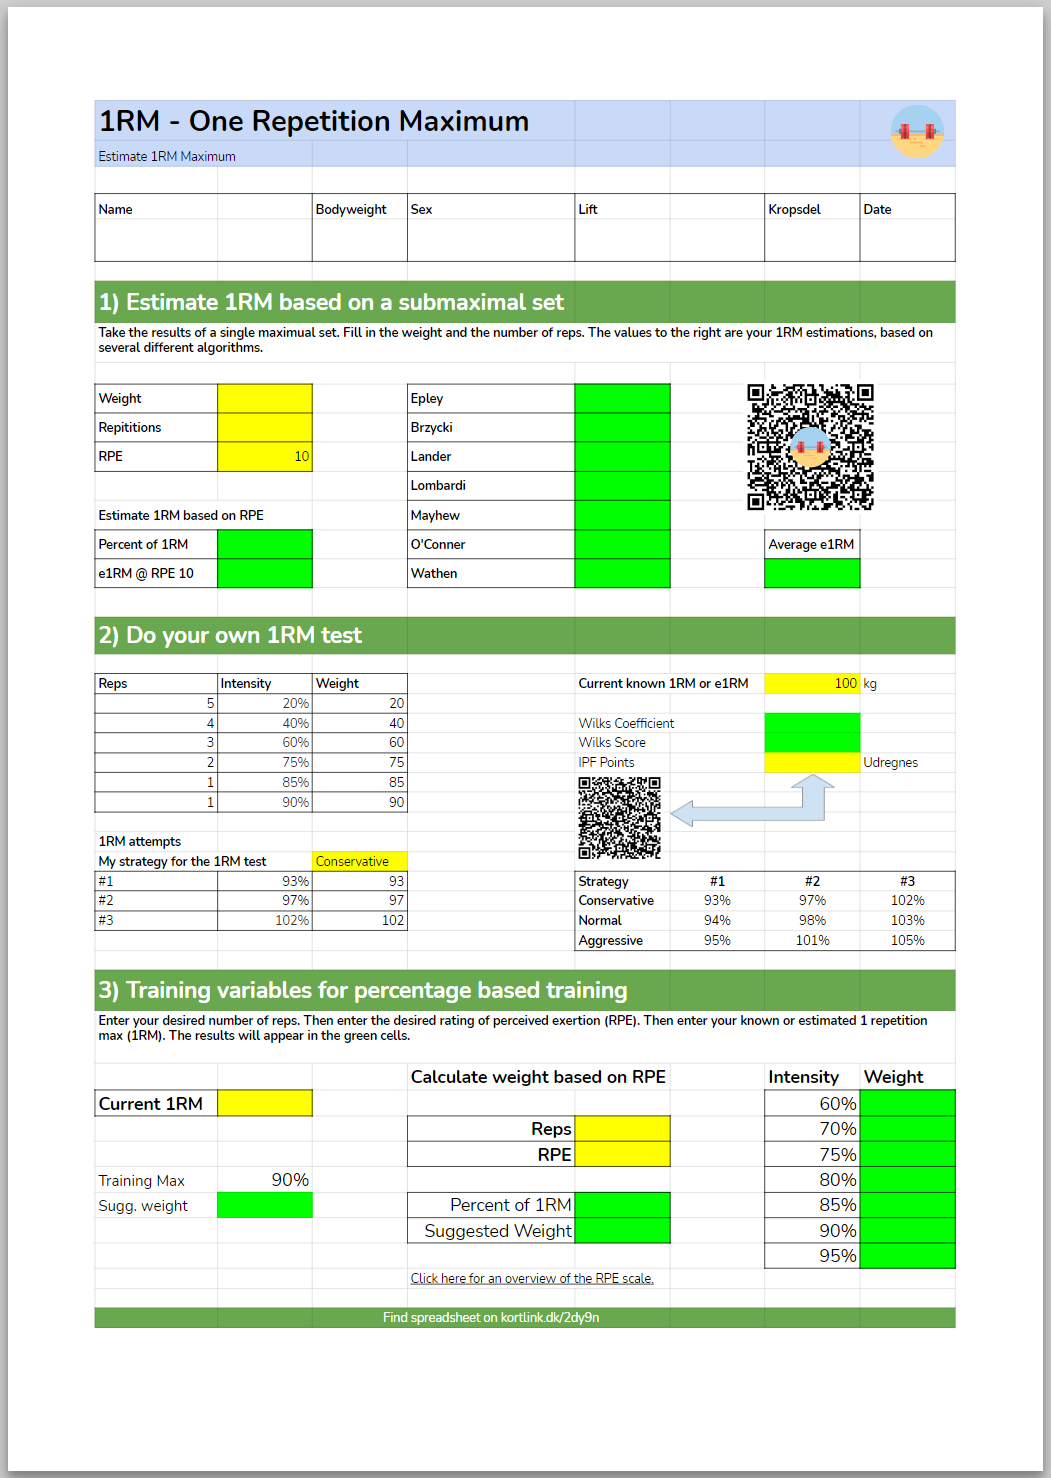 1RM - One Repetition Maximum
Estimate 1RM Maximum
Name Bodyweight Sex Lift Kropsdel Date
1) Estimate 1RM based on a submaximal set
Take the results of a single maximual set. Fill in the weight and the number of reps. The values to the right are your 1RM estimations, based on
several different algorithms.
Weight Epley
Repititions Brzycki
RPE 10 Lander
Lombardi
Estimate 1RM based on RPE Mayhew
Percent of 1RM O'Conner Average e1RM
e1RM @ RPE 10 Wathen
2) Do your own 1RM test
Reps Intensity Weight Current known 1RM or e1RM 100 kg
5 20% 20
4 40% 40 Wilks Coefficient
3 60% 60 Wilks Score
2 75% 75 IPF Points Udregnes
1 85% 85
1 90% 90
1RM attempts
My strategy for the 1RM test Conservative
#1 93% 93 Strategy #1 #2 #3
#2 97% 97 Conservative 93% 97% 102%
#3 102% 102 Normal 94% 98% 103%
Aggressive 95% 101% 105%
3) Training variables for percentage based training
Enter your desired number of reps. Then enter the desired rating of perceived exertion (RPE). Then enter your known or estimated 1 repetition
max (1RM). The results will appear in the green cells.
Calculate weight based on RPE Intensity Weight
Current 1RM 60%
Reps 70%
RPE 75%
Training Max 90% 80%
Sugg. weight Percent of 1RM 85%
Suggested Weight 90%
95%
Click here for an overview of the RPE scale.
Find spreadsheet on kortlink.dk/2dy9n